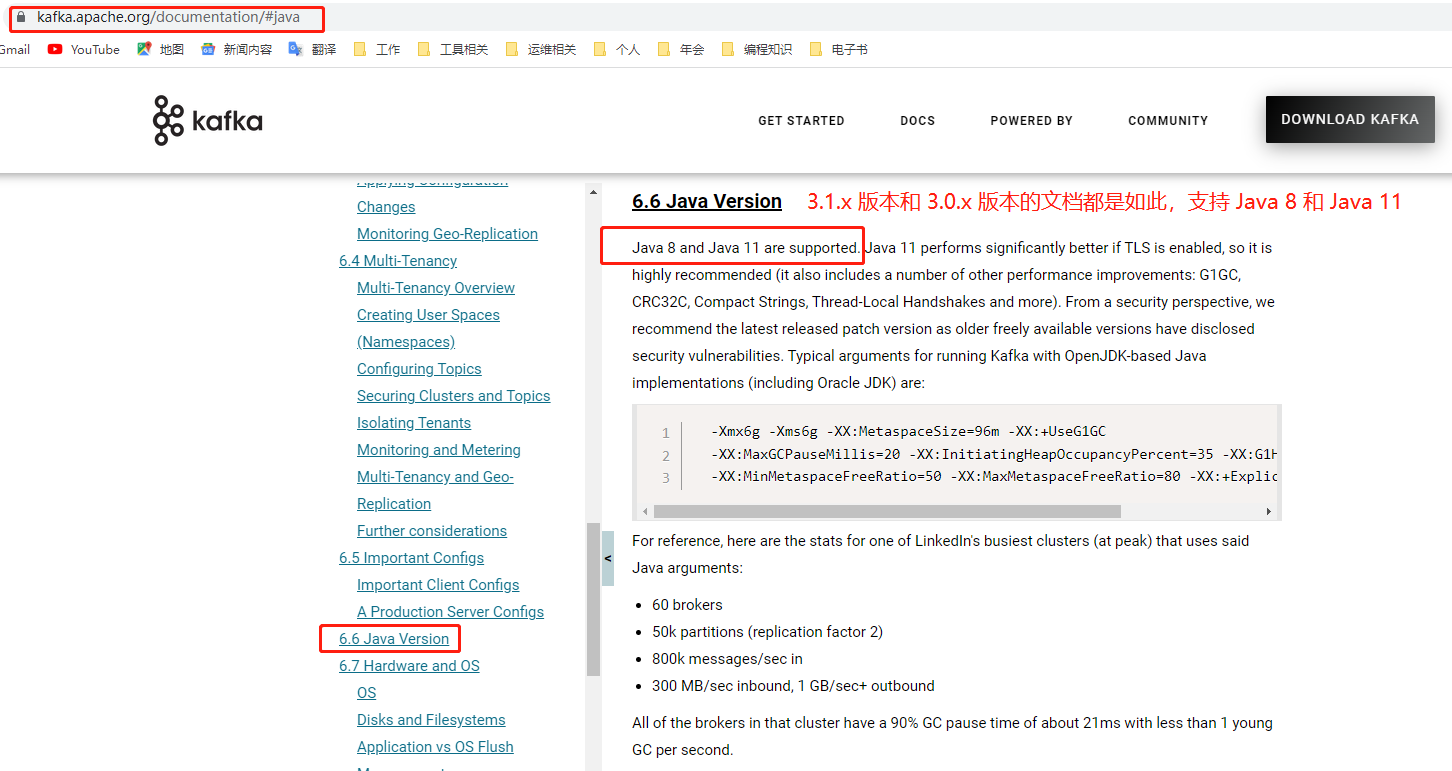 kafka.apache.org/documentation/#java
Gmail YouTube 地图 新闻内容 翻译 工作 工具相关 运维相关 个人 年会 编程知识 电子书
kafka GET STARTED DOCS POWERED BY COMMUNITY DOWNLOAD KAFKA
Applying Configuration
Changes
Monitoring Geo-Replication
6.4 Multi-Tenancy
Multi-Tenancy Overview
Creating User Spaces
(Namespaces)
Configuring Topics
Securing Clusters and Topics
Isolating Tenants
Monitoring and Metering
Multi-Tenancy and Geo-
Replication
Further considerations
6.5 Important Configs
Important Client Configs
A Production Server Configs
6.6 Java Version
6.7 Hardware and OS
OS
Disks and Filesystems
Application vs OS Flush
<
6.6 Java Version 3.1.x 版本和 3.0.x 版本的文档都是如此，支持 Java 8 和 Java 11
Java 8 and Java 11 are supported. Java 11 performs significantly better if TLS is enabled, so it is
highly recommended (it also includes a number of other performance improvements: G1GC,
CRC32C, Compact Strings, Thread-Local Handshakes and more). From a security perspective, we
recommend the latest released patch version as older freely available versions have disclosed
security vulnerabilities. Typical arguments for running Kafka with OpenJDK-based Java
implementations (including Oracle JDK) are:
1 -Xmx6g -Xms6g -XX:MetaspaceSize=96m -XX:+UseG1GC
2 -XX:MaxGCPauseMillis=20 -XX:InitiatingHeapOccupancyPercent=35 -XX:G1H
3 -XX:MinMetaspaceFreeRatio=50 -XX:MaxMetaspaceFreeRatio=80 -XX:+Explic
For reference, here are the stats for one of LinkedIn's busiest clusters (at peak) that uses said
Java arguments:
• 60 brokers
• 50k partitions (replication factor 2)
• 800k messages/sec in
• 300 MB/sec inbound, 1 GB/sec+ outbound
All of the brokers in that cluster have a 90% GC pause time of about 21ms with less than 1 young
GC per second.